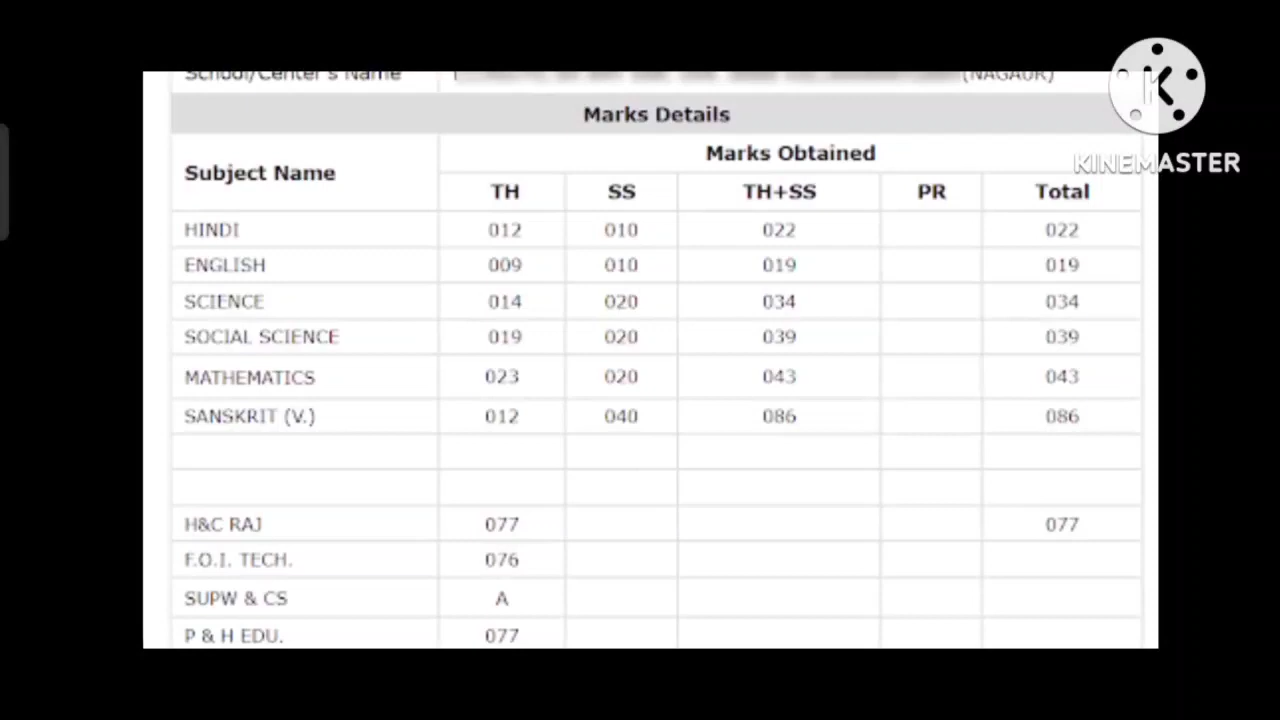 School/Center's Name (NAGAUR)
Marks Details
Subject Name Marks Obtained
TH SS TH+SS PR Total
HINDI 012 010 022 022
ENGLISH 009 010 019 019
SCIENCE 014 020 034 034
SOCIAL SCIENCE 019 020 039 039
MATHEMATICS 023 020 043 043
SANSKRIT (V.) 012 040 086 086
H&C RAJ 077 077
F.O.I. TECH. 076
SUPW & CS A
P & H EDU. 077
KINEMASTER